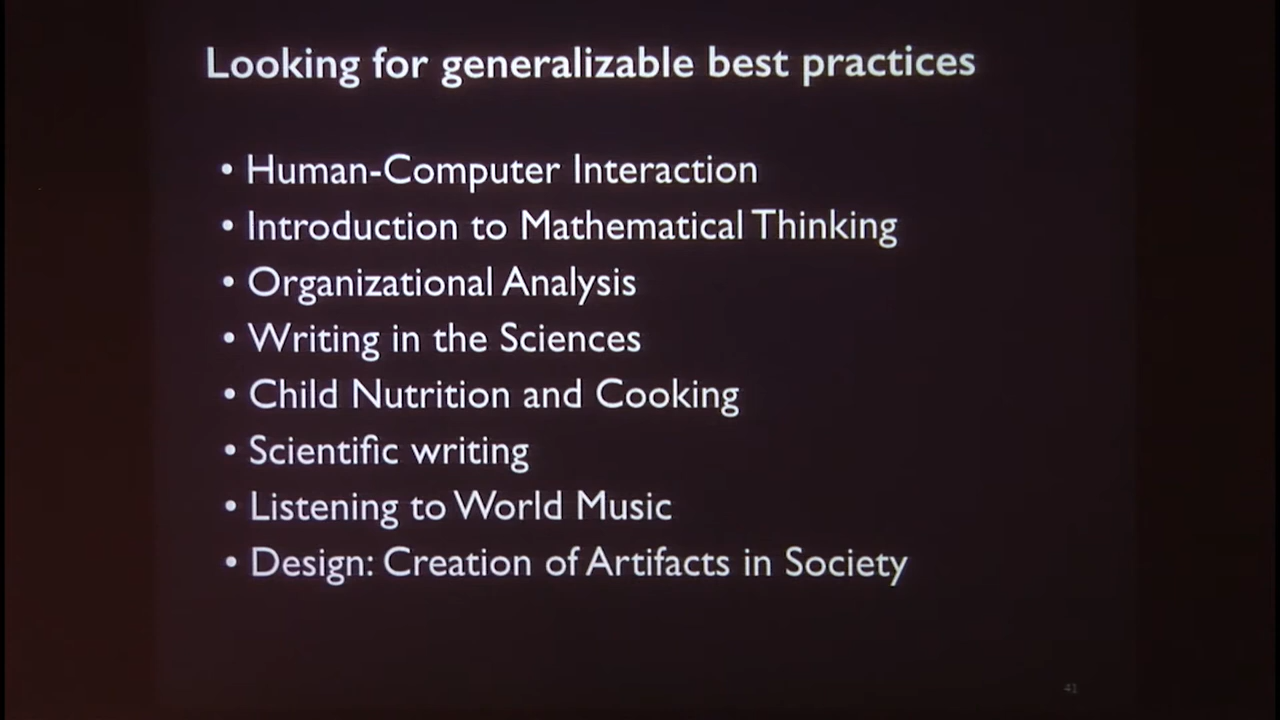 Looking for generalizable best practices
• Human-Computer Interaction
• Introduction to Mathematical Thinking
• Organizational Analysis
• Writing in the Sciences
• Child Nutrition and Cooking
• Scientific writing
• Listening to World Music
• Design: Creation of Artifacts in Society
41